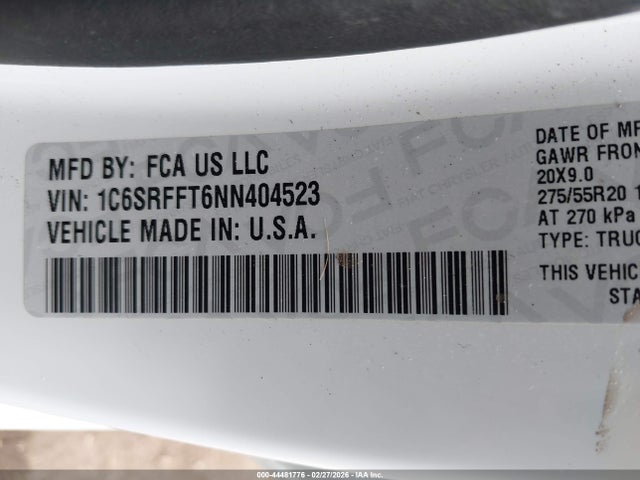 MFD BY: FCA US LLC
VIN: 1C6SRFFT6NN404523
VEHICLE MADE IN: U.S.A.
DATE OF MF
GAWR FRON
20X9.0
275/55R20 1
AT 270 kPa
TYPE: TRUC
THIS VEHIC
STA
000-44481776 | 02/27/2026 | IAA Inc.